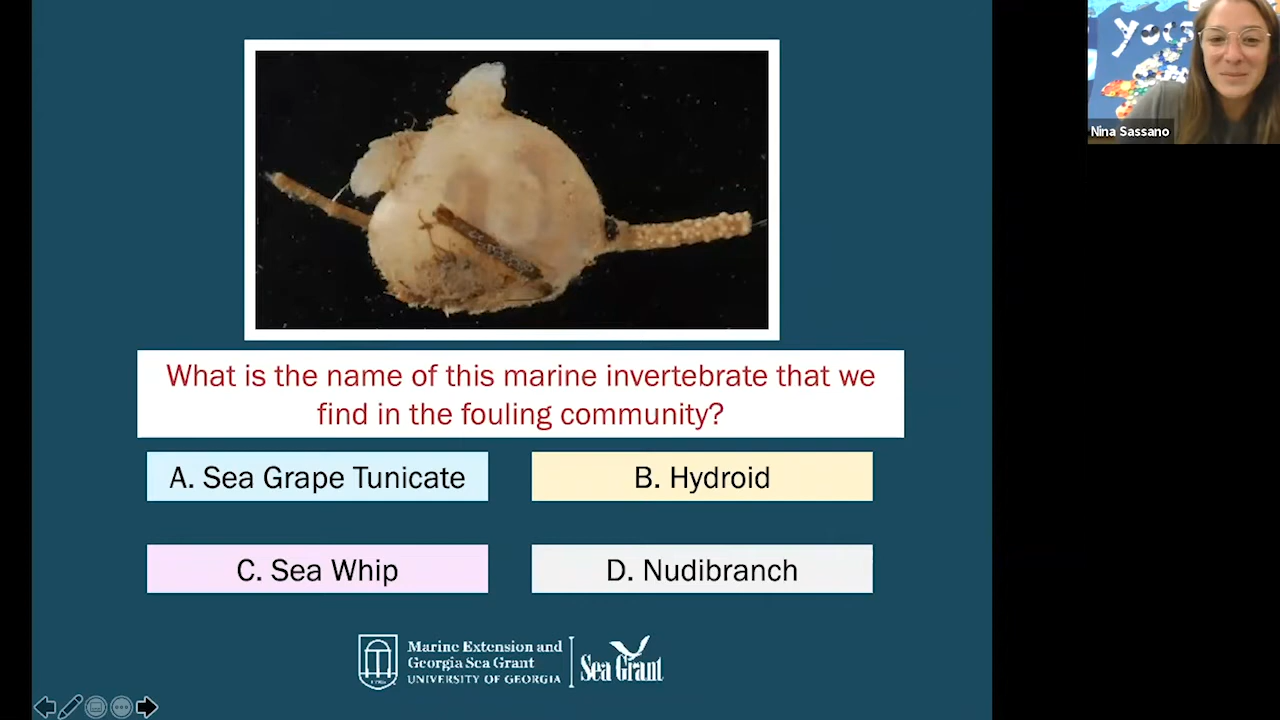 YOCS
Nina Sassano
What is the name of this marine invertebrate that we
find in the fouling community?
A. Sea Grape Tunicate
B. Hydroid
C. Sea Whip
D. Nudibranch
Marine Extension and
Georgia Sea Grant
UNIVERSITY OF GEORGIA
Sea Grant